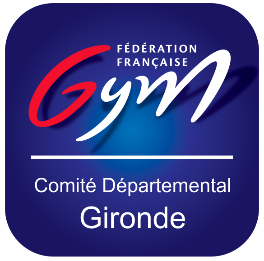 FÉDÉRATION
FRANÇAISE
Gym
Comité Départemental
Gironde